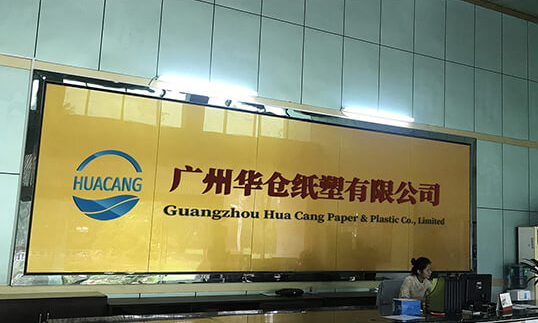 HUACANG
广州华仓纸塑有限公司
Guangzhou Hua Cang Paper & Plastic Co., Limited